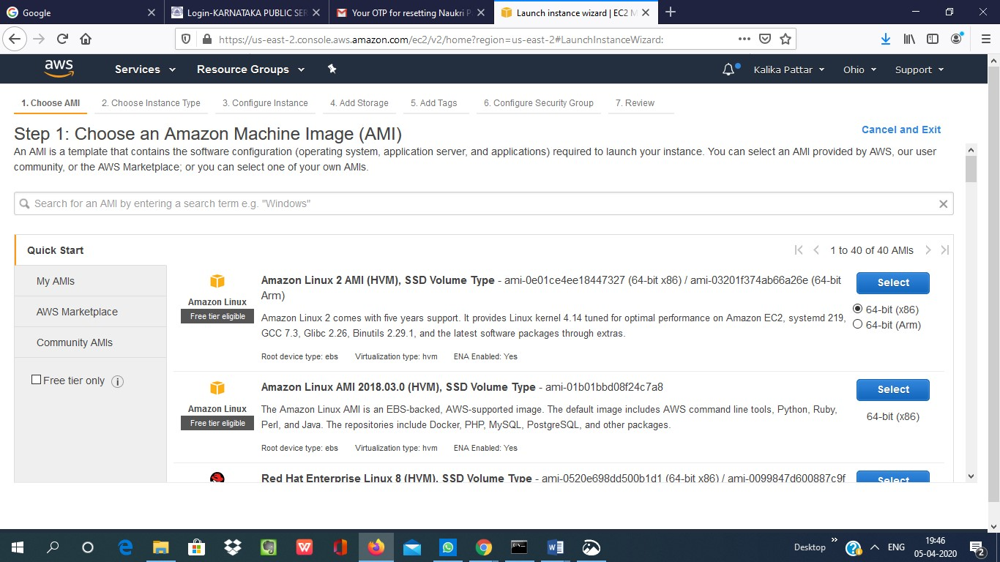 Google
Login-KARNATAKA PUBLIC SER
Your OTP for resetting Naukri P
Launch instance wizard | EC2 M
https://us-east-2.console.aws.amazon.com/ec2/v2/home?region=us-east-2#LaunchInstanceWizard:
aws
Services
Resource Groups
Kalika Pattar
Ohio
Support
1. Choose AMI
2. Choose Instance Type
3. Configure Instance
4. Add Storage
5. Add Tags
6. Configure Security Group
7. Review
Step 1: Choose an Amazon Machine Image (AMI)
Cancel and Exit
An AMI is a template that contains the software configuration (operating system, application server, and applications) required to launch your instance. You can select an AMI provided by AWS, our user
community, or the AWS Marketplace; or you can select one of your own AMIs.
Search for an AMI by entering a search term e.g. "Windows"
Quick Start
1 to 40 of 40 AMIs
My AMIs
AWS Marketplace
Community AMIs
Free tier only
Amazon Linux
Free tier eligible
Amazon Linux 2 AMI (HVM), SSD Volume Type - ami-0e01ce4ee18447327 (64-bit x86) / ami-03201f374ab66a26e (64-bit
Arm)
Amazon Linux 2 comes with five years support. It provides Linux kernel 4.14 tuned for optimal performance on Amazon EC2, systemd 219,
GCC 7.3, Glibc 2.26, Binutils 2.29.1, and the latest software packages through extras.
Root device type: ebs Virtualization type: hvm ENA Enabled: Yes
Select
64-bit (x86)
64-bit (Arm)
Amazon Linux
Free tier eligible
Amazon Linux AMI 2018.03.0 (HVM), SSD Volume Type - ami-01b01bbd08f24c7a8
The Amazon Linux AMI is an EBS-backed, AWS-supported image. The default image includes AWS command line tools, Python, Ruby,
Perl, and Java. The repositories include Docker, PHP, MySQL, PostgreSQL, and other packages.
Root device type: ebs Virtualization type: hvm ENA Enabled: Yes
Select
64-bit (x86)
Red Hat Enterprise Linux 8 (HVM), SSD Volume Type - ami-0520e698dd500b1d1 (64-bit x86) / ami-0099847d600887c9f
Select
Desktop
ENG
19:46
05-04-2020
2